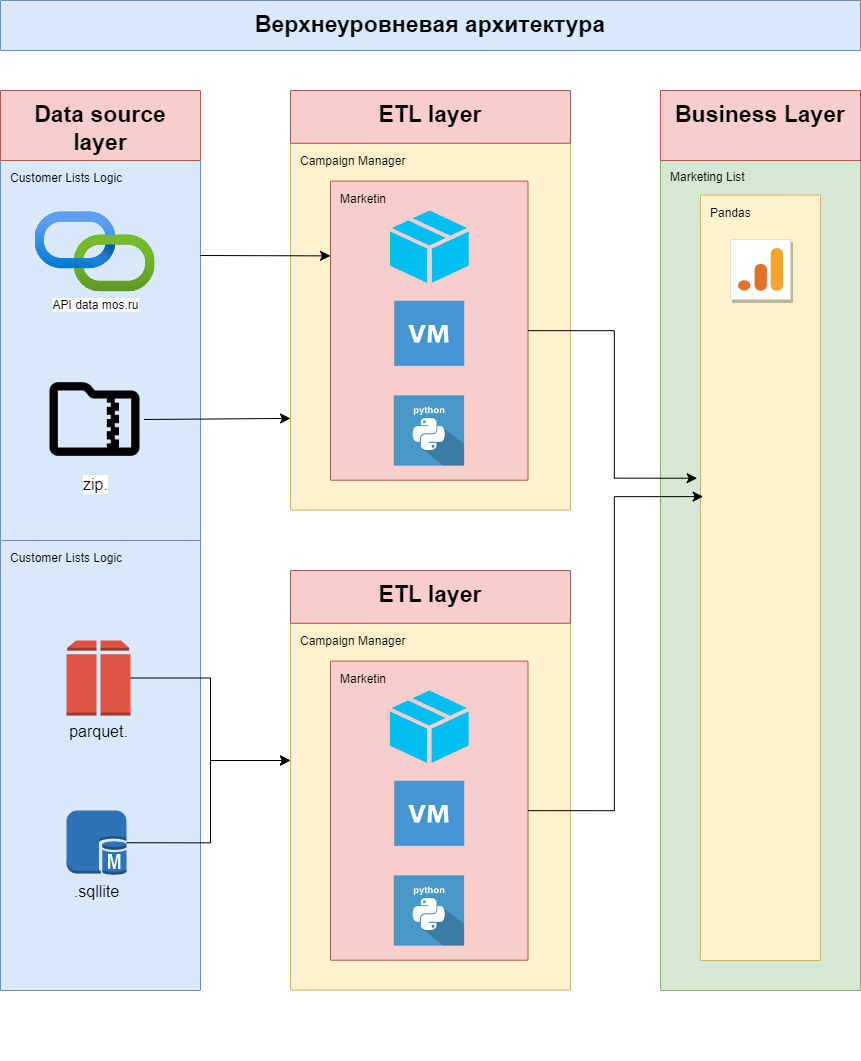 Верхнеуровневая архитектура
Data source
layer
Customer Lists Logic
API data mos.ru
zip.
Customer Lists Logic
parquet.
M
.sqllite
ETL layer
Campaign Manager
Marketin
VM
python
ETL layer
Campaign Manager
Marketin
VM
python
Business Layer
Marketing List
Pandas